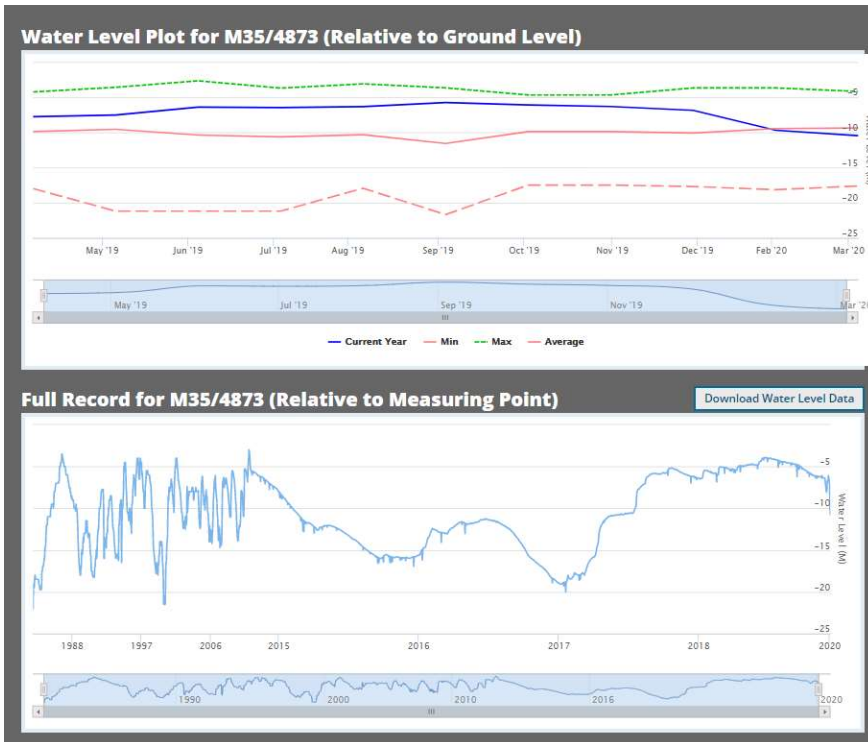 Water Level Plot for M35/4873 (Relative to Ground Level)
-5
-10
-15
-20
-25
May '19 Jun '19 Jul '19 Aug '19 Sep '19 Oct '19 Nov '19 Dec '19 Feb '20 Mar '20
May '19 Jul '19 Sep '19 Nov '19 Mar '20
Current Year Min Max Average
Full Record for M35/4873 (Relative to Measuring Point)
Download Water Level Data
-5
-10
-15
-20
-25
Water Level (M)
1988 1997 2006 2015 2016 2017 2018 2020
1990 2000 2010 2016 2020